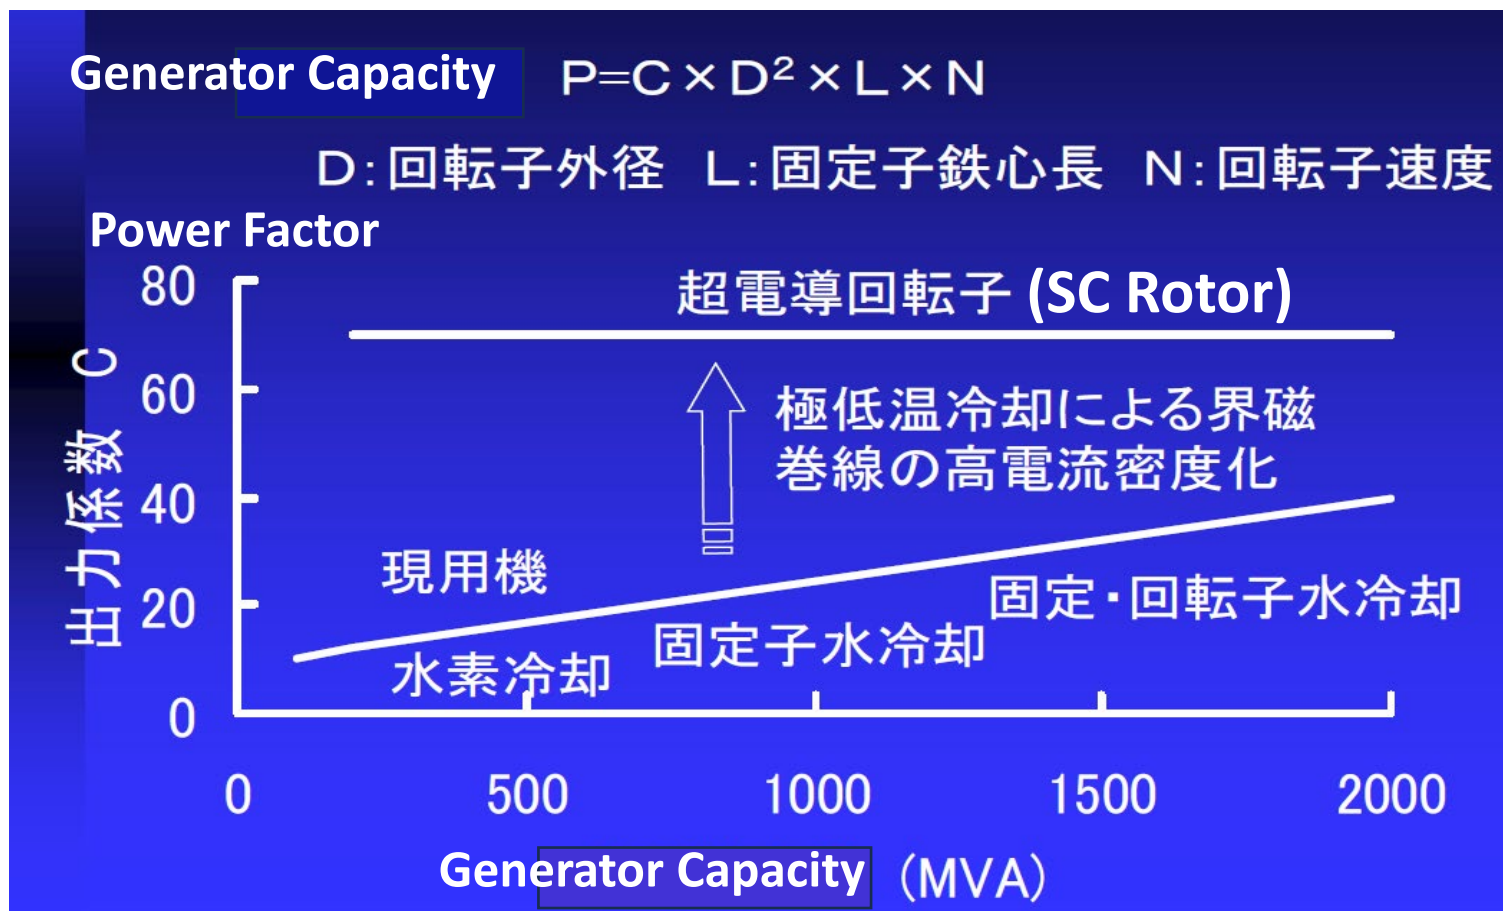 Generator Capacity P=C×D²×L×N
D:回転子外径 L:固定子鉄心長 N:回転子速度
Power Factor
出力係数 C
80
60
40
20
0
超電導回転子 (SC Rotor)
極低温冷却による界磁
巻線の高電流密度化
現用機
水素冷却
固定子水冷却
固定・回転子水冷却
0 500 1000 1500 2000
Generator Capacity (MVA)